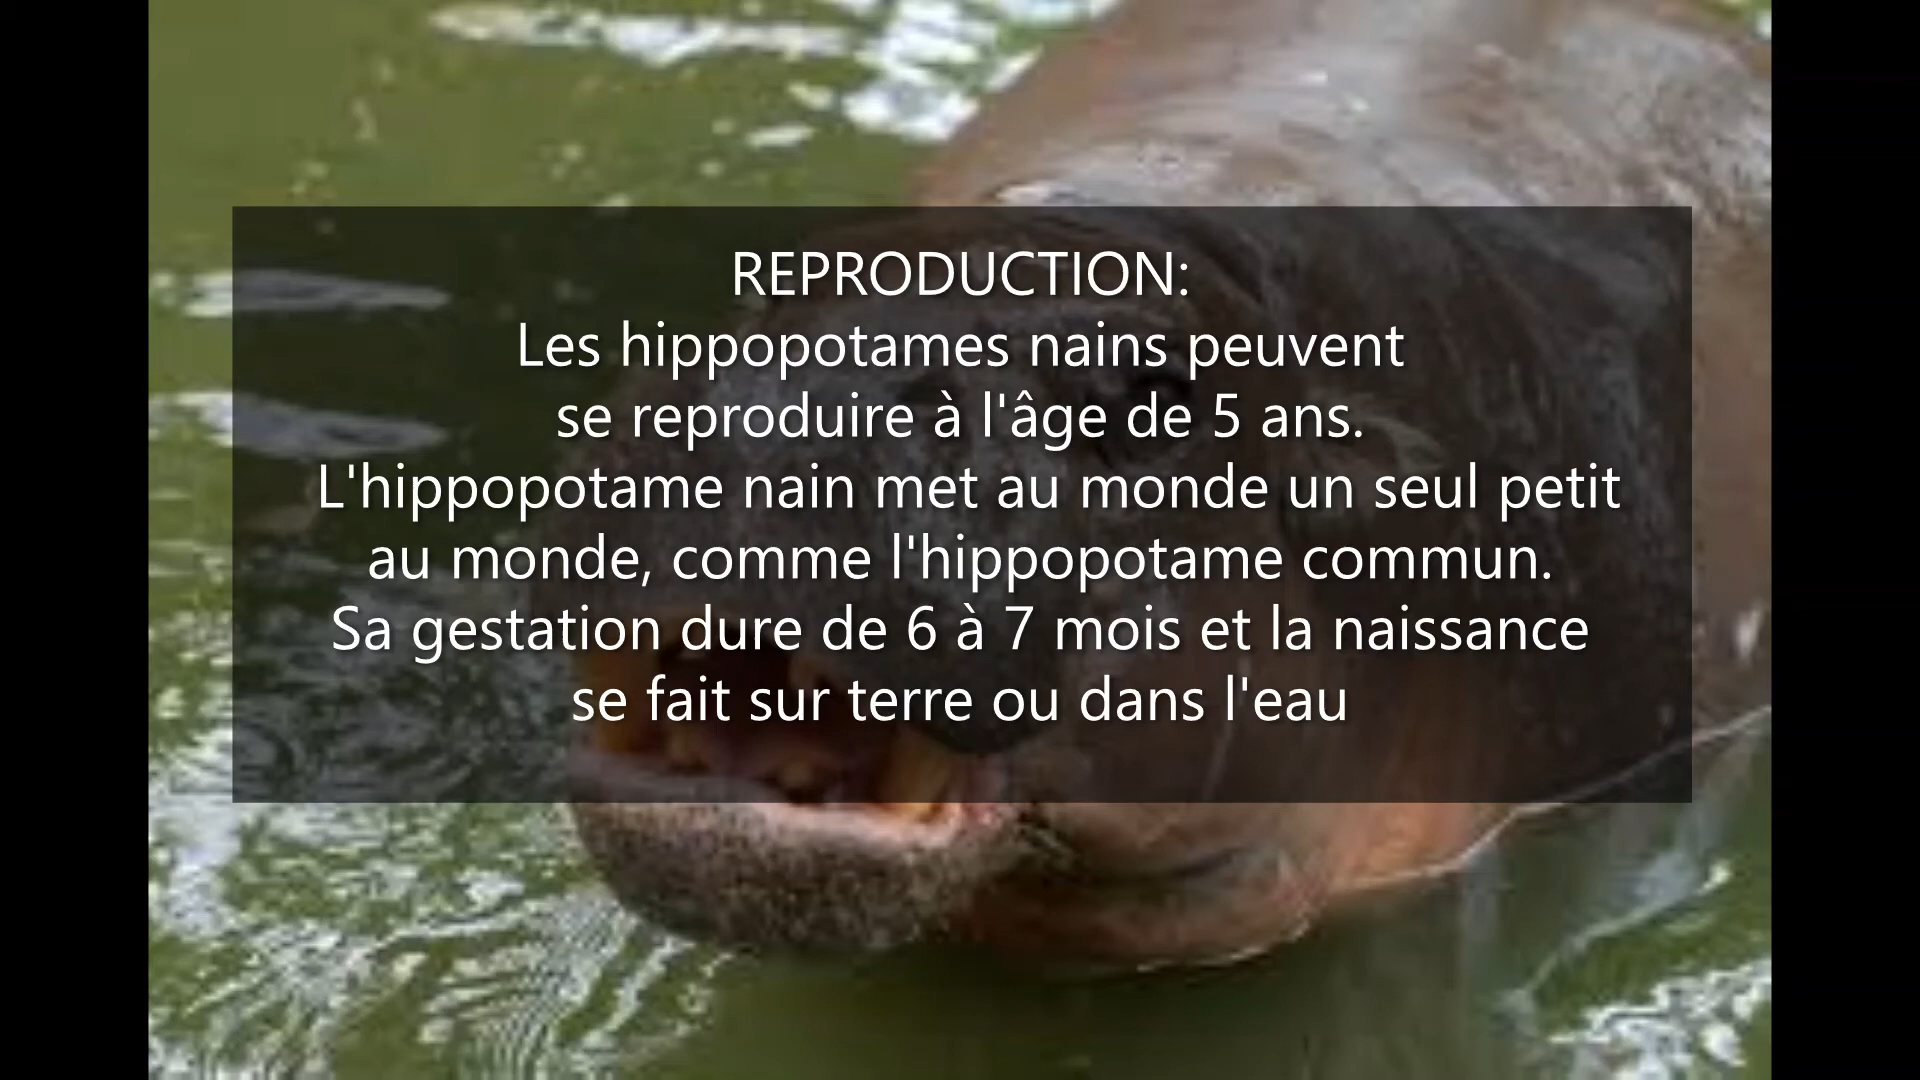 REPRODUCTION:
Les hippopotames nains peuvent
se reproduire à l'âge de 5 ans.
L'hippopotame nain met au monde un seul petit
au monde, comme l'hippopotame commun.
Sa gestation dure de 6 à 7 mois et la naissance
se fait sur terre ou dans l'eau